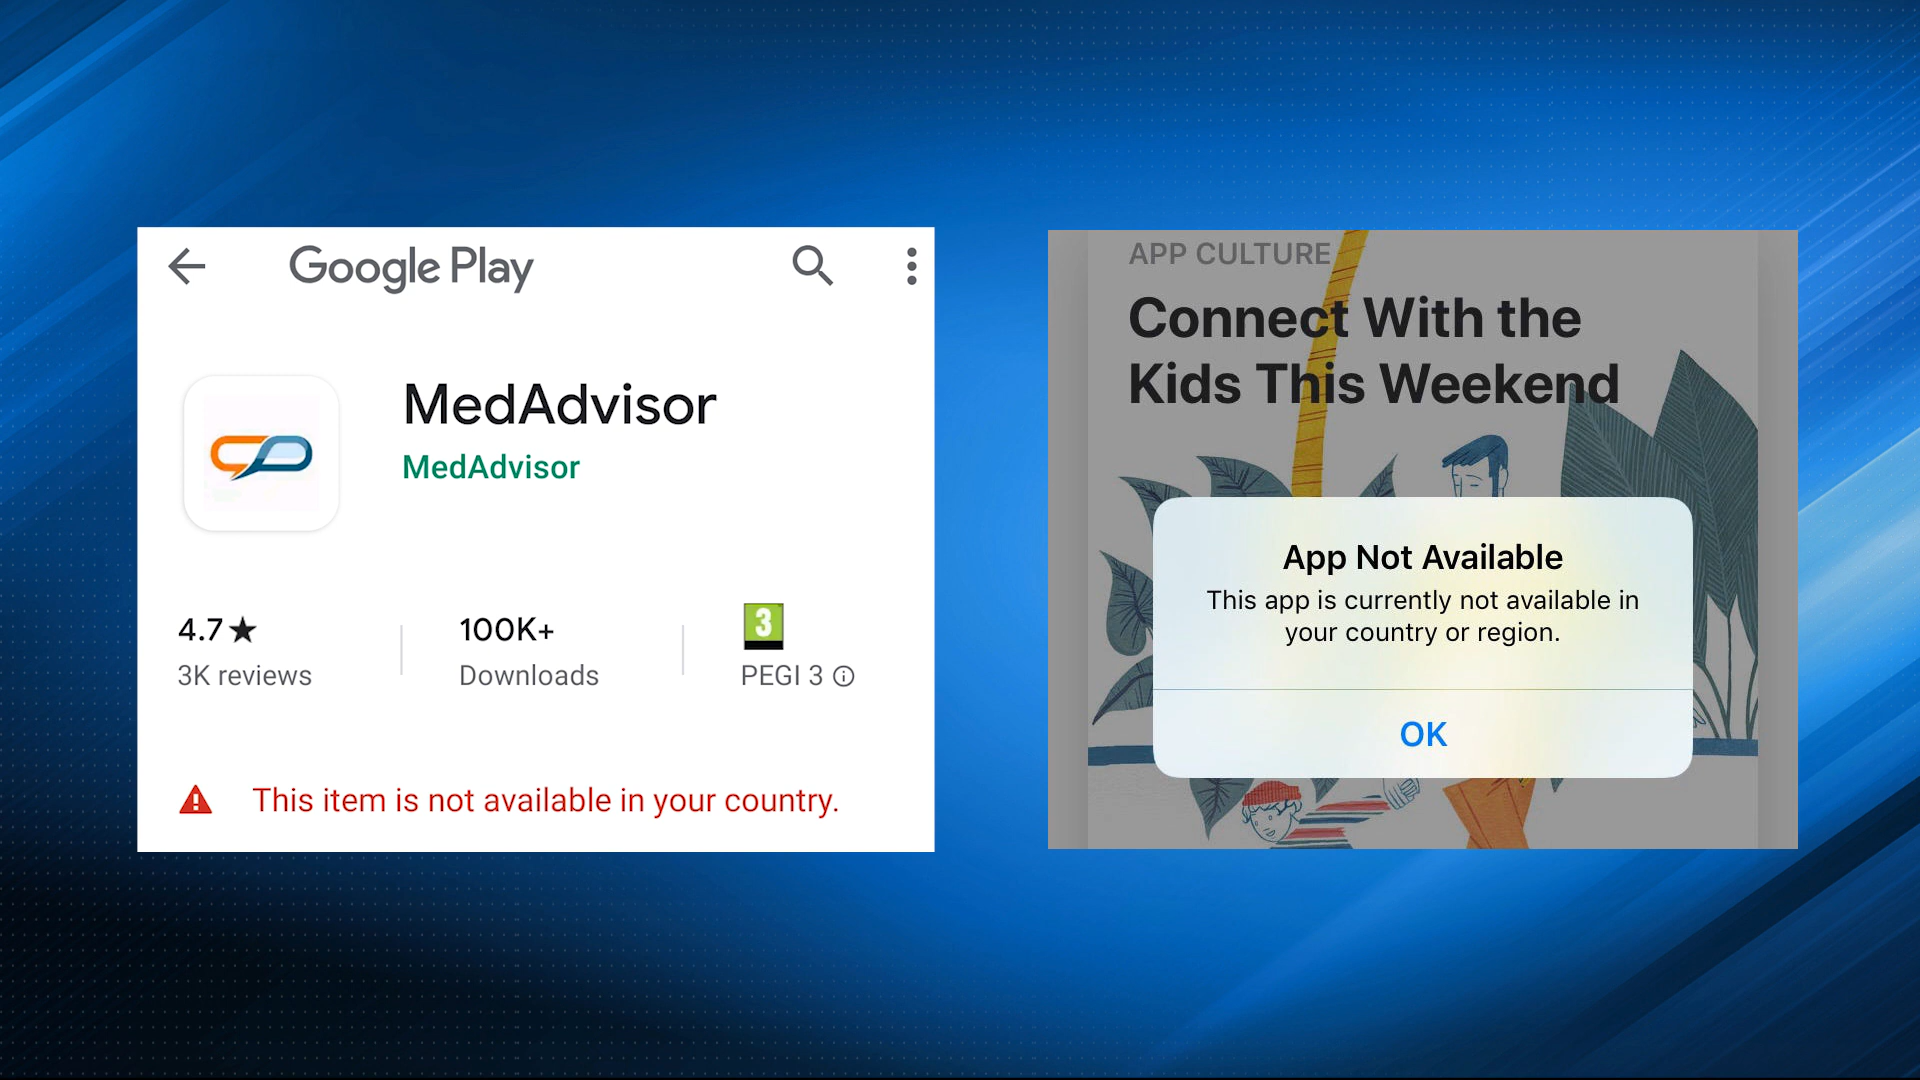 Google Play
MedAdvisor
MedAdvisor
4.7★
3K reviews
100K+
Downloads
3
PEGI 3
This item is not available in your country.
APP CULTURE
Connect With the
Kids This Weekend
App Not Available
This app is currently not available in
your country or region.
OK